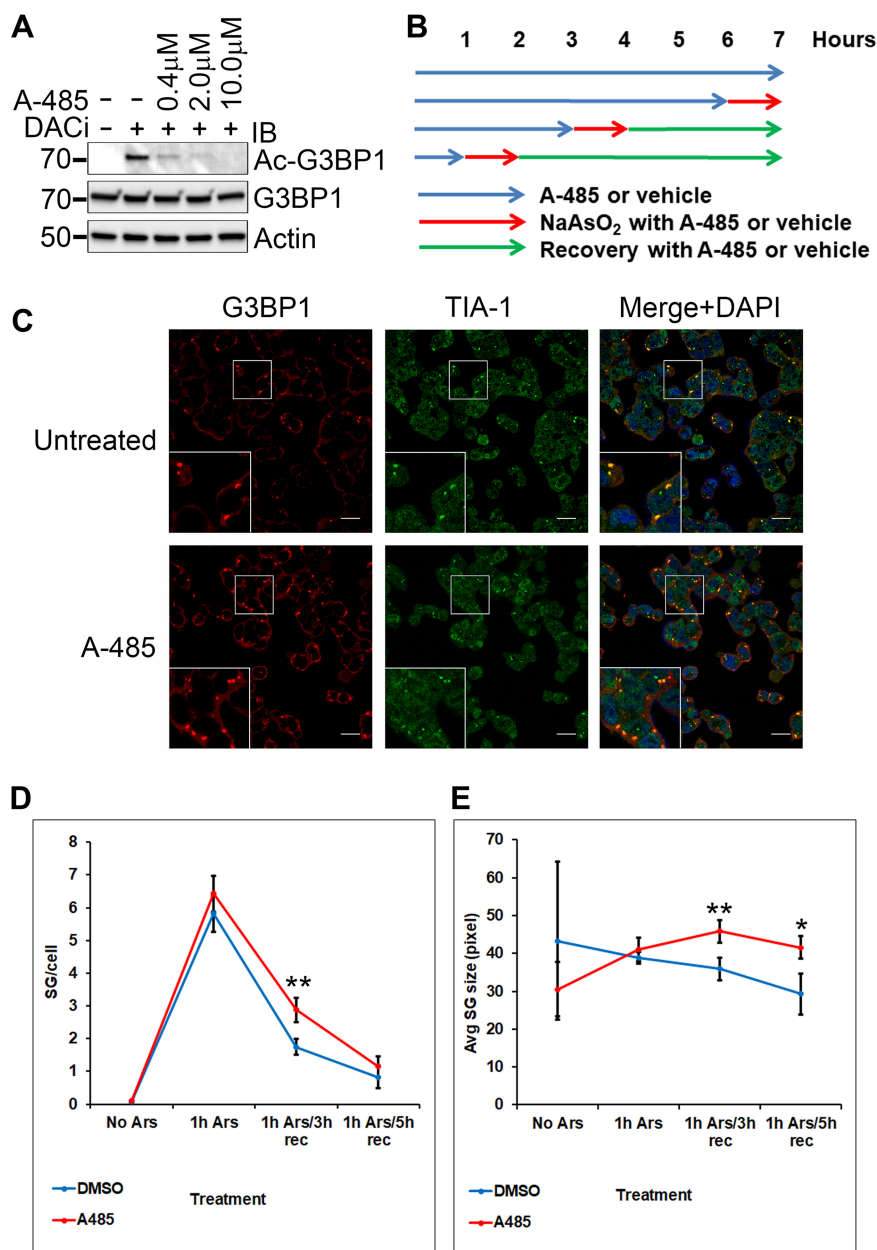 A
A-485 – – 0.4μM 2.0μM 10.0μM
DACi – + + + + IB
70 Ac-G3BP1
70 G3BP1
50 Actin
B
1 2 3 4 5 6 7 Hours
A-485 or vehicle
NaAsO₂ with A-485 or vehicle
Recovery with A-485 or vehicle
C
G3BP1 TIA-1 Merge+DAPI
Untreated
A-485
D
8
7
6
5
4
3
2
1
0
SG/cell
**
No Ars 1h Ars 1h Ars/3h rec 1h Ars/5h rec
DMSO
A485
Treatment
E
70
60
50
40
30
20
10
0
Avg SG size (pixel)
**
*
No Ars 1h Ars 1h Ars/3h rec 1h Ars/5h rec
DMSO
A485
Treatment